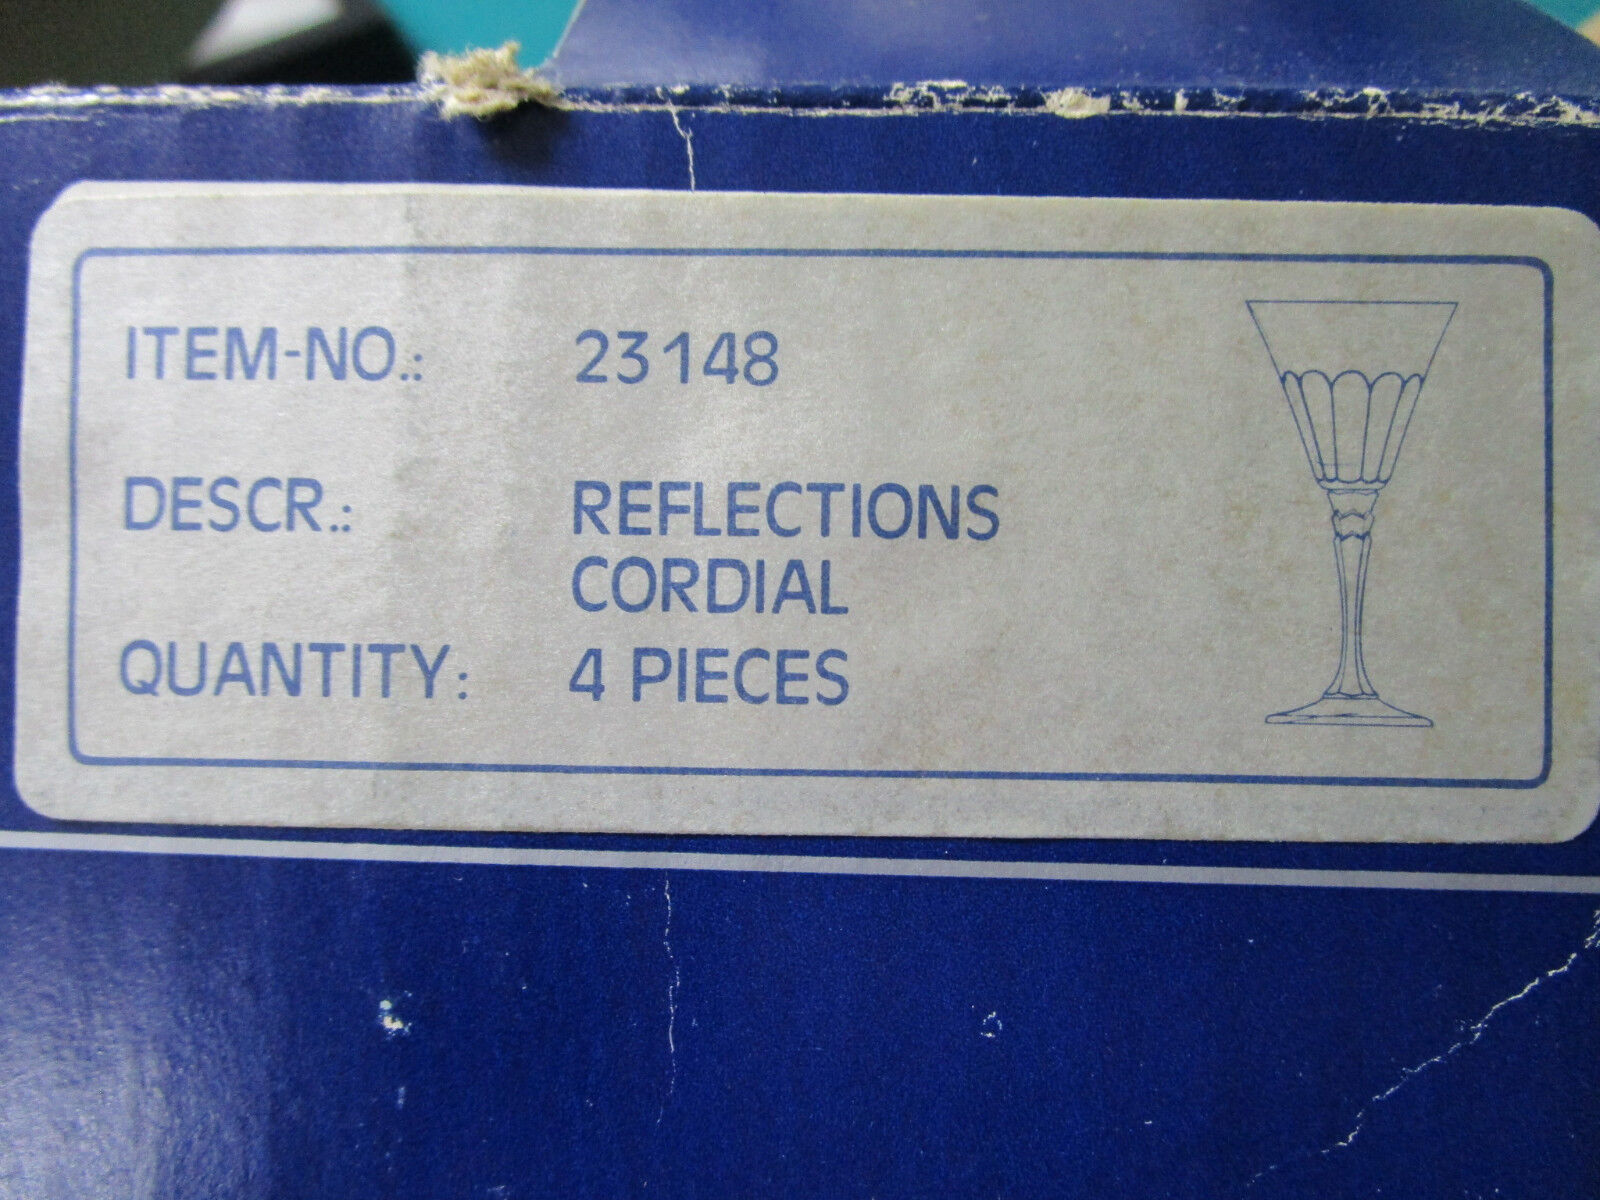 ITEM-NO.: 23148
DESCR.: REFLECTIONS
CORDIAL
QUANTITY: 4 PIECES